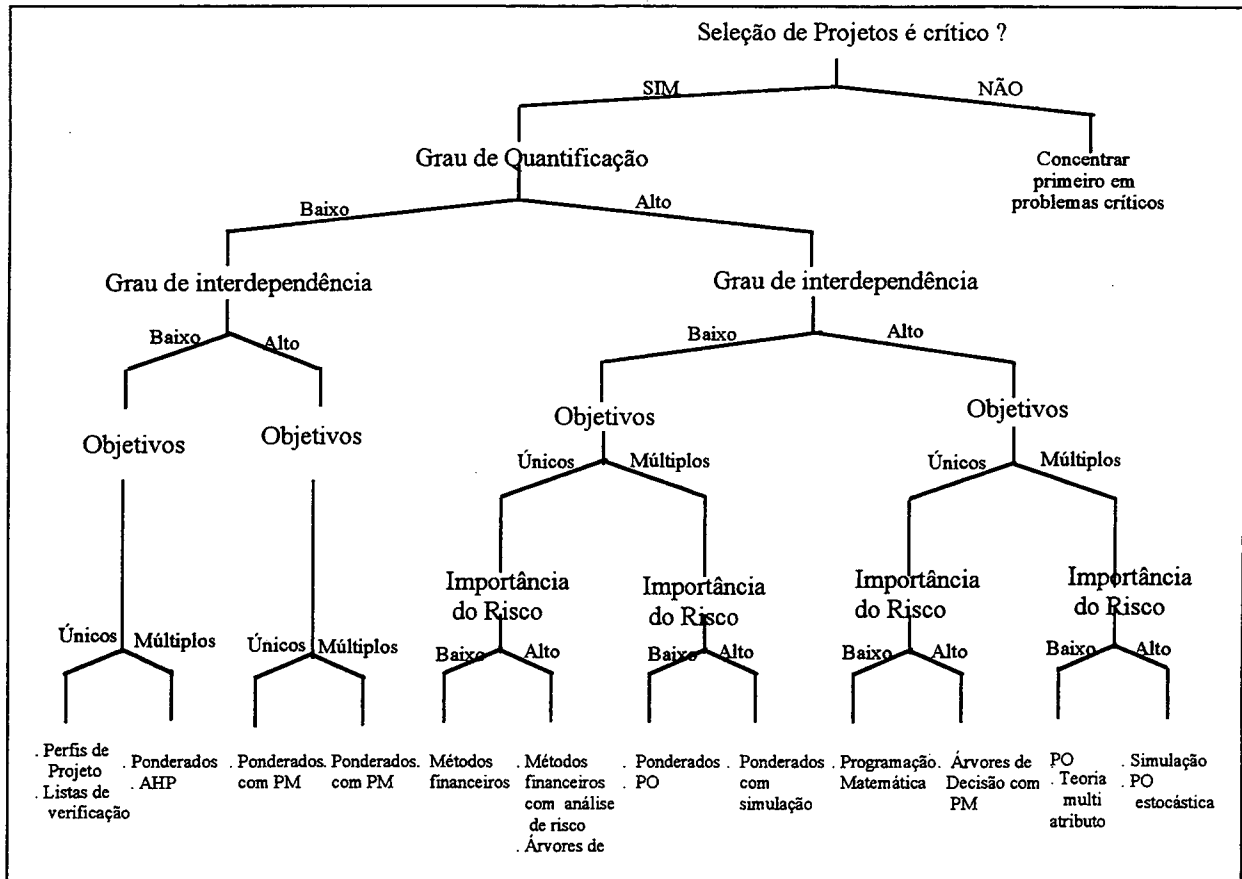 Seleção de Projetos é crítico ?
SIM
NÃO
Grau de Quantificação
Concentrar
primeiro em
problemas críticos
Baixo
Alto
Grau de interdependência
Grau de interdependência
Baixo
Alto
Baixo
Alto
Objetivos
Objetivos
Objetivos
Objetivos
Únicos
Múltiplos
Únicos
Múltiplos
Importância
do Risco
Importância
do Risco
Importância
do Risco
Importância
do Risco
Únicos
Múltiplos
Únicos
Múltiplos
Baixo
Alto
Baixo
Alto
Baixo
Alto
Baixo
Alto
. Perfis de
Projeto
. Listas de
verificação
. Ponderados
. AHP
. Ponderados
com PM
. Ponderados
com PM
. Métodos
financeiros
. Métodos
financeiros
com análise
de risco
. Árvores de
. Ponderados
. PO
. Ponderados
com
simulação
. Programação
Matemática
. Árvores de
Decisão com
PM
PO
. Teoria
multi
atributo
. Simulação
. PO
estocástica